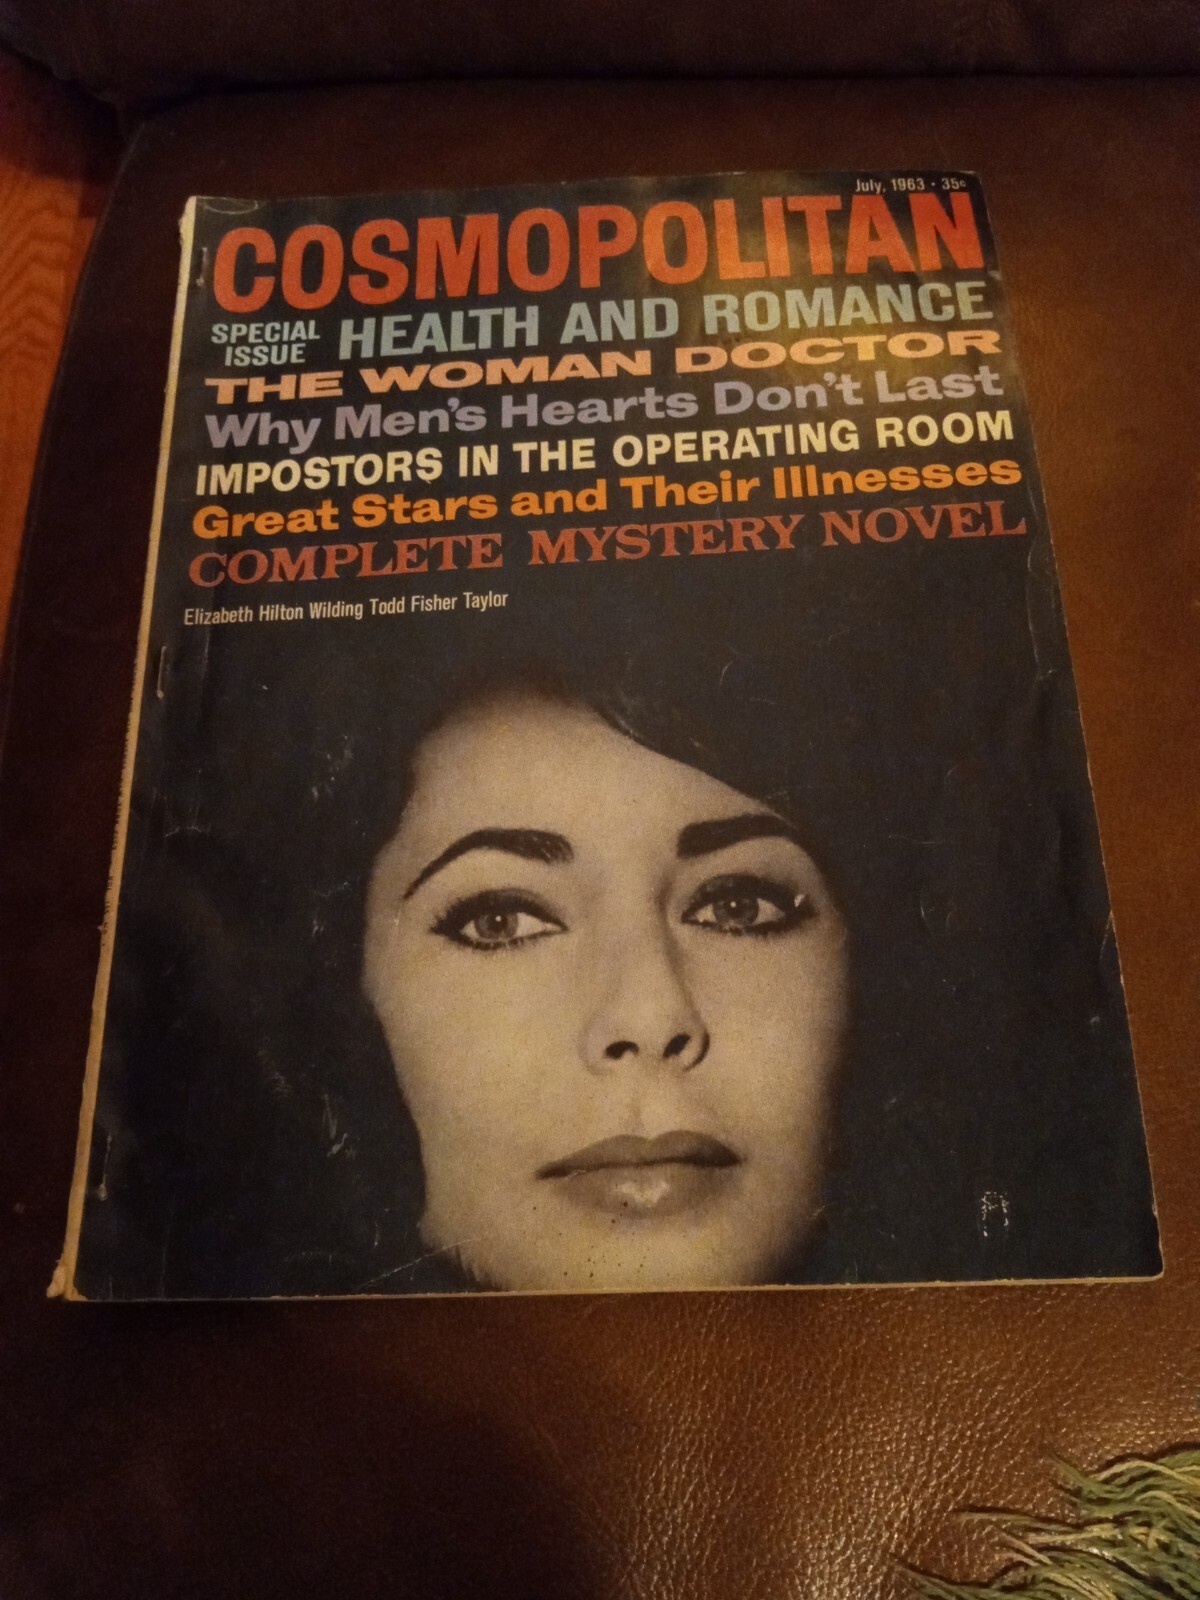 July, 1963 · 35¢
COSMOPOLITAN
SPECIAL ISSUE HEALTH AND ROMANCE
THE WOMAN DOCTOR
Why Men's Hearts Don't Last
IMPOSTORS IN THE OPERATING ROOM
Great Stars and Their Illnesses
COMPLETE MYSTERY NOVEL
Elizabeth Hilton Wilding Todd Fisher Taylor